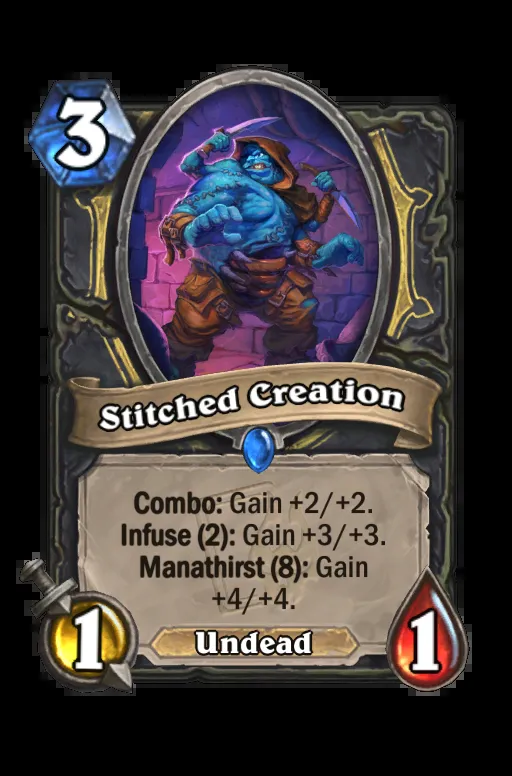 3
Stitched Creation
Combo: Gain +2/+2.
Infuse (2): Gain +3/+3.
Manathirst (8): Gain
+4/+4.
1
Undead
1